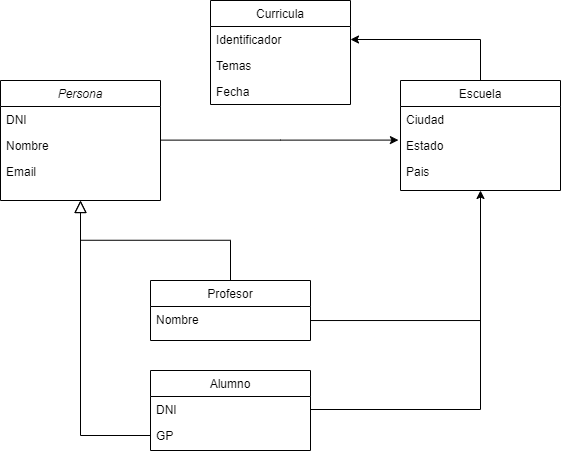 Curricula
Identificador
Temas
Fecha
Persona
DNI
Nombre
Email
Escuela
Ciudad
Estado
Pais
Profesor
Nombre
Alumno
DNI
GP